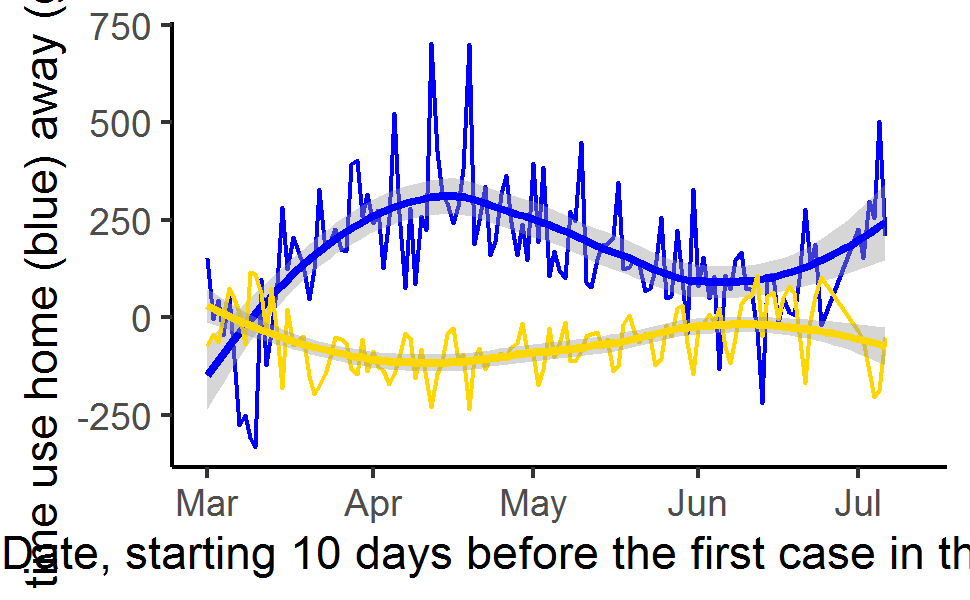 time use home (blue) away (
750
500
250
0
-250
Mar Apr May Jun Jul
Date, starting 10 days before the first case in th